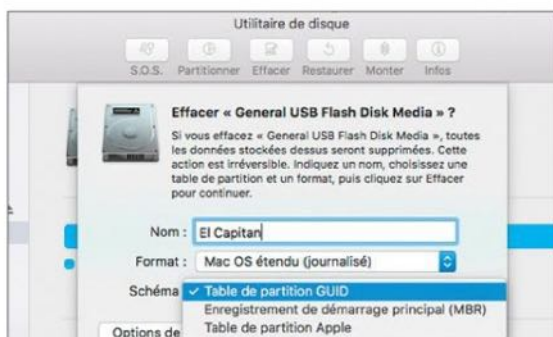 Utilitaire de disque
S.O.S. Partitionner Effacer Restaurer Monter Infos
Effacer « General USB Flash Disk Media » ?
Si vous effacez « General USB Flash Disk Media », toutes
les données stockées dessus seront supprimées. Cette
action est irréversible. Indiquez un nom, choisissez une
table de partition et un format, puis cliquez sur Effacer
pour continuer.
Nom : El Capitan
Format : Mac OS étendu (journalisé)
Schéma ✓ Table de partition GUID
Enregistrement de démarrage principal (MBR)
Options de Table de partition Apple